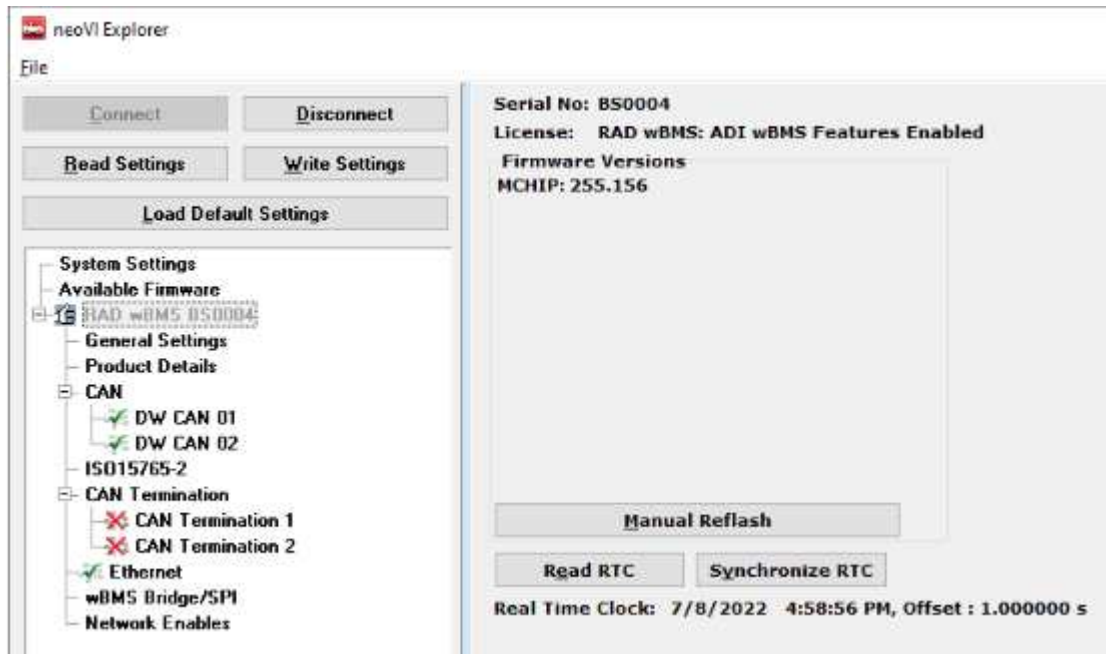 neoVI Explorer
File
Connect
Disconnect
Read Settings
Write Settings
Load Default Settings
System Settings
Available Firmware
RAD wBMS BS0004
General Settings
Product Details
CAN
DW CAN 01
DW CAN 02
ISO15765-2
CAN Termination
CAN Termination 1
CAN Termination 2
Ethernet
wBMS Bridge/SPI
Network Enables
Serial No: BS0004
License: RAD wBMS: ADI wBMS Features Enabled
Firmware Versions
MCHIP: 255.156
Manual Reflash
Read RTC
Synchronize RTC
Real Time Clock: 7/8/2022 4:58:56 PM, Offset : 1.000000 s